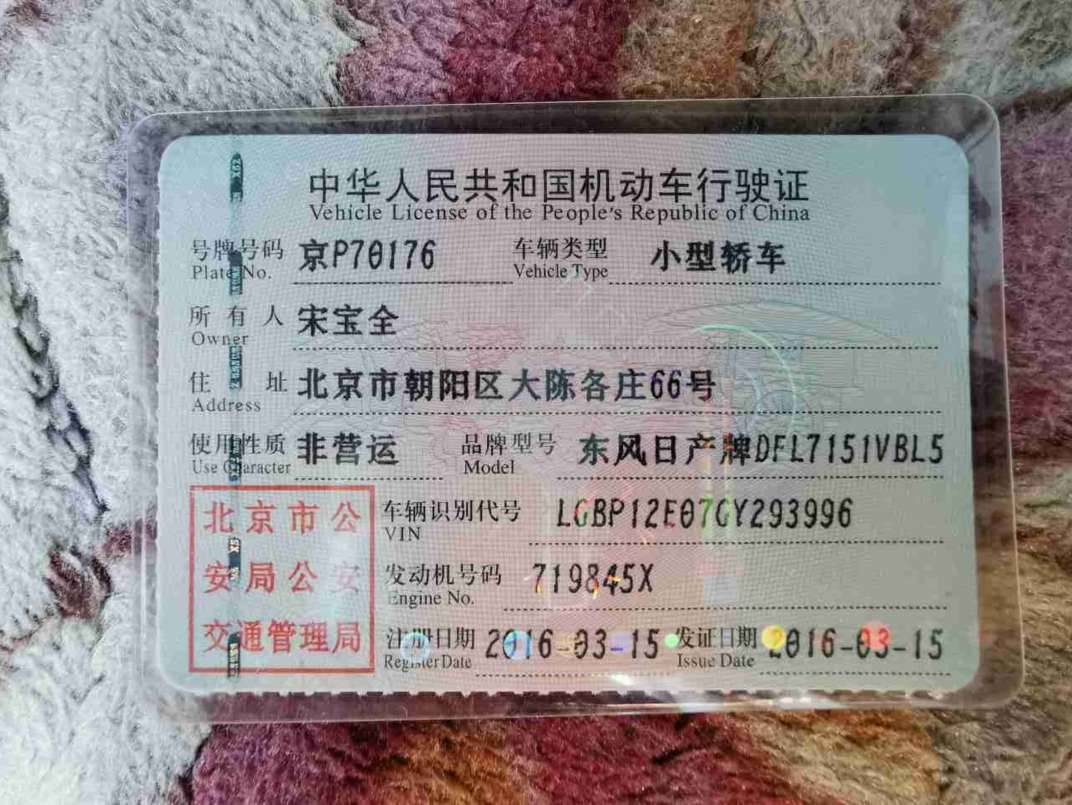 中华人民共和国机动车行驶证
Vehicle License of the People's Republic of China
号牌号码 京P70176 车辆类型 小型轿车
Plate No. Vehicle Type
所有人 宋宝全
Owner
住址 北京市朝阳区大陈各庄66号
Address
使用性质 非营运 品牌型号 东风日产牌DFL7151VBL5
Use Character Model
北京市公 车辆识别代号 LGBP12E07GY293996
VIN
安局公安 发动机号码 719845X
Engine No.
交通管理局 注册日期 2016-03-15 发证日期 2016-03-15
Register Date Issue Date